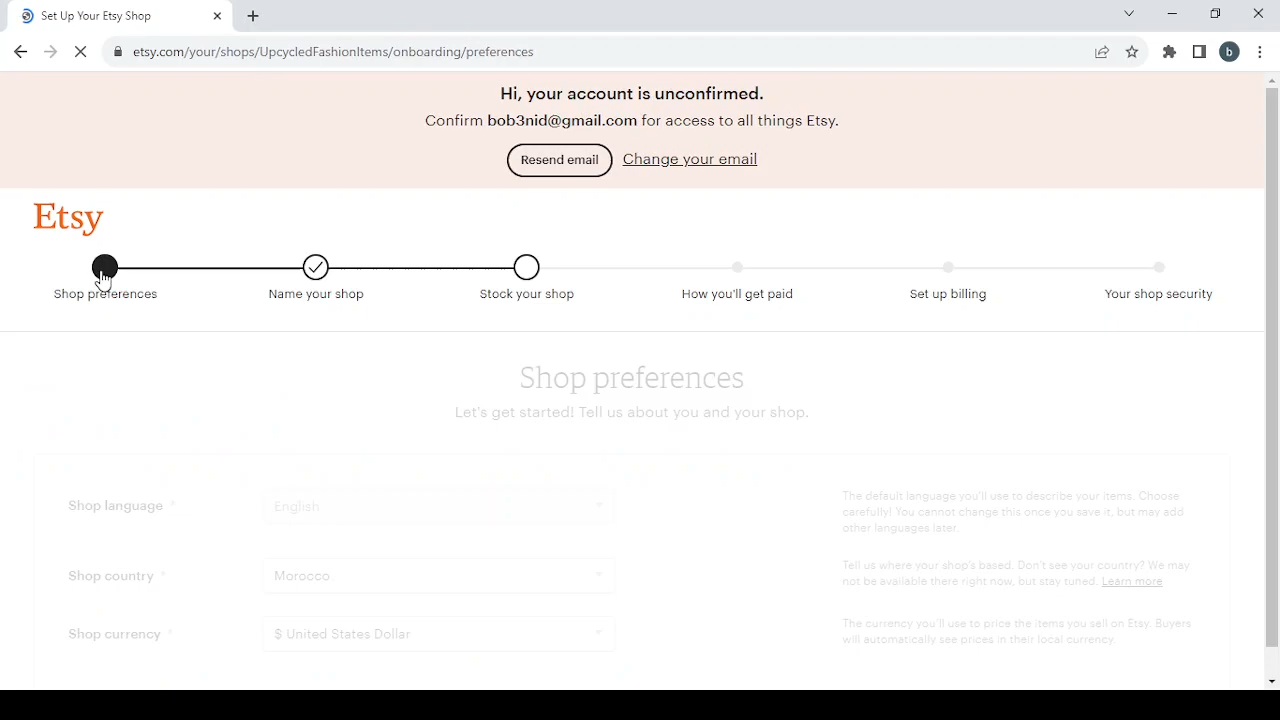 Set Up Your Etsy Shop
etsy.com/your/shops/UpcycledFashionItems/onboarding/preferences
b
Hi, your account is unconfirmed.
Confirm bob3nid@gmail.com for access to all things Etsy.
Resend email
Change your email
Etsy
Shop preferences
Name your shop
Stock your shop
How you'll get paid
Set up billing
Your shop security
Shop preferences
Let's get started! Tell us about you and your shop.
Shop language *
English
The default language you'll use to describe your items. Choose
carefully! You cannot change this once you save it, but may add
other languages later.
Shop country *
Morocco
Tell us where your shop's based. Don't see your country? We may
not be available there right now, but stay tuned. Learn more
Shop currency *
$ United States Dollar
The currency you'll use to price the items you sell on Etsy. Buyers
will automatically see prices in their local currency.